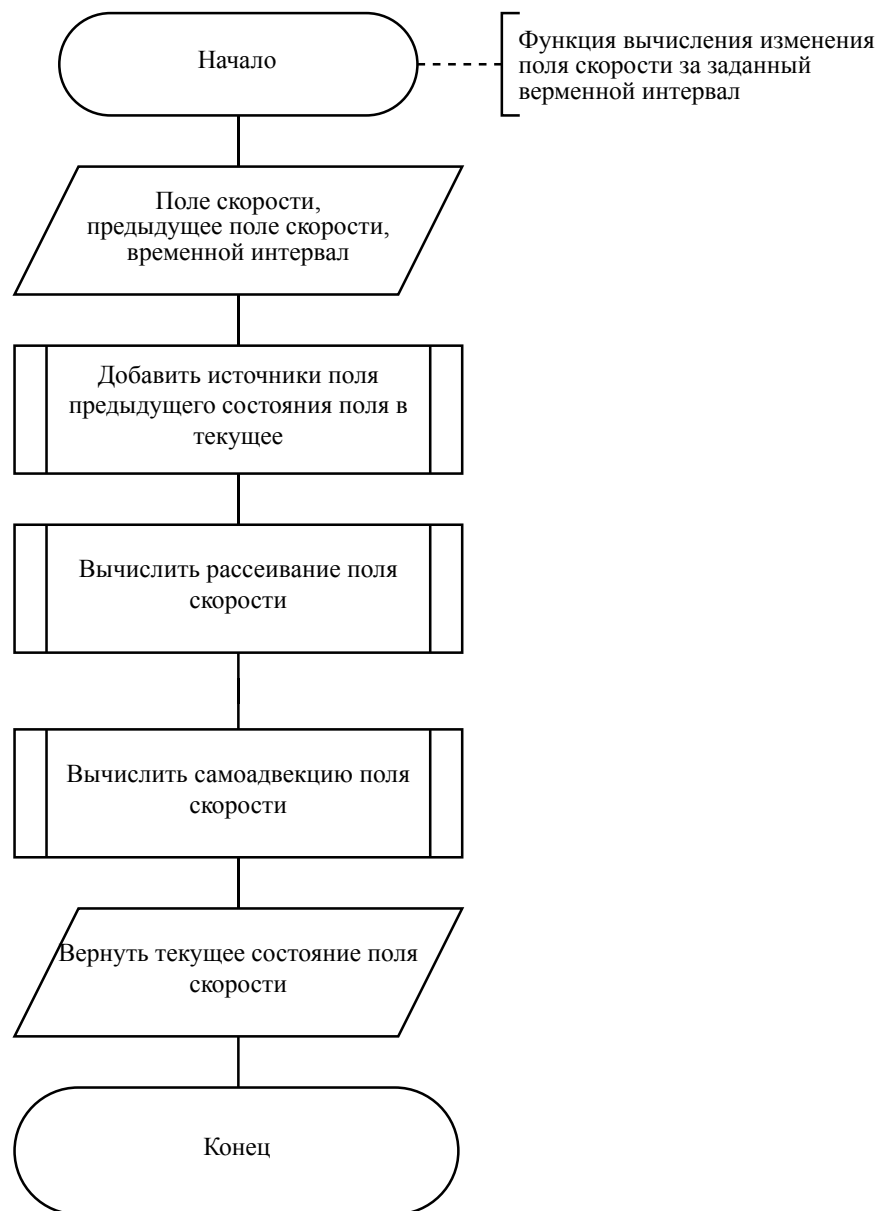 Начало
Функция вычисления изменения
поля скорости за заданный
верменной интервал
Поле скорости,
предыдущее поле скорости,
временной интервал
Добавить источники поля
предыдущего состояния поля в
текущее
Вычислить рассеивание поля
скорости
Вычислить самоадвекцию поля
скорости
Вернуть текущее состояние поля
скорости
Конец